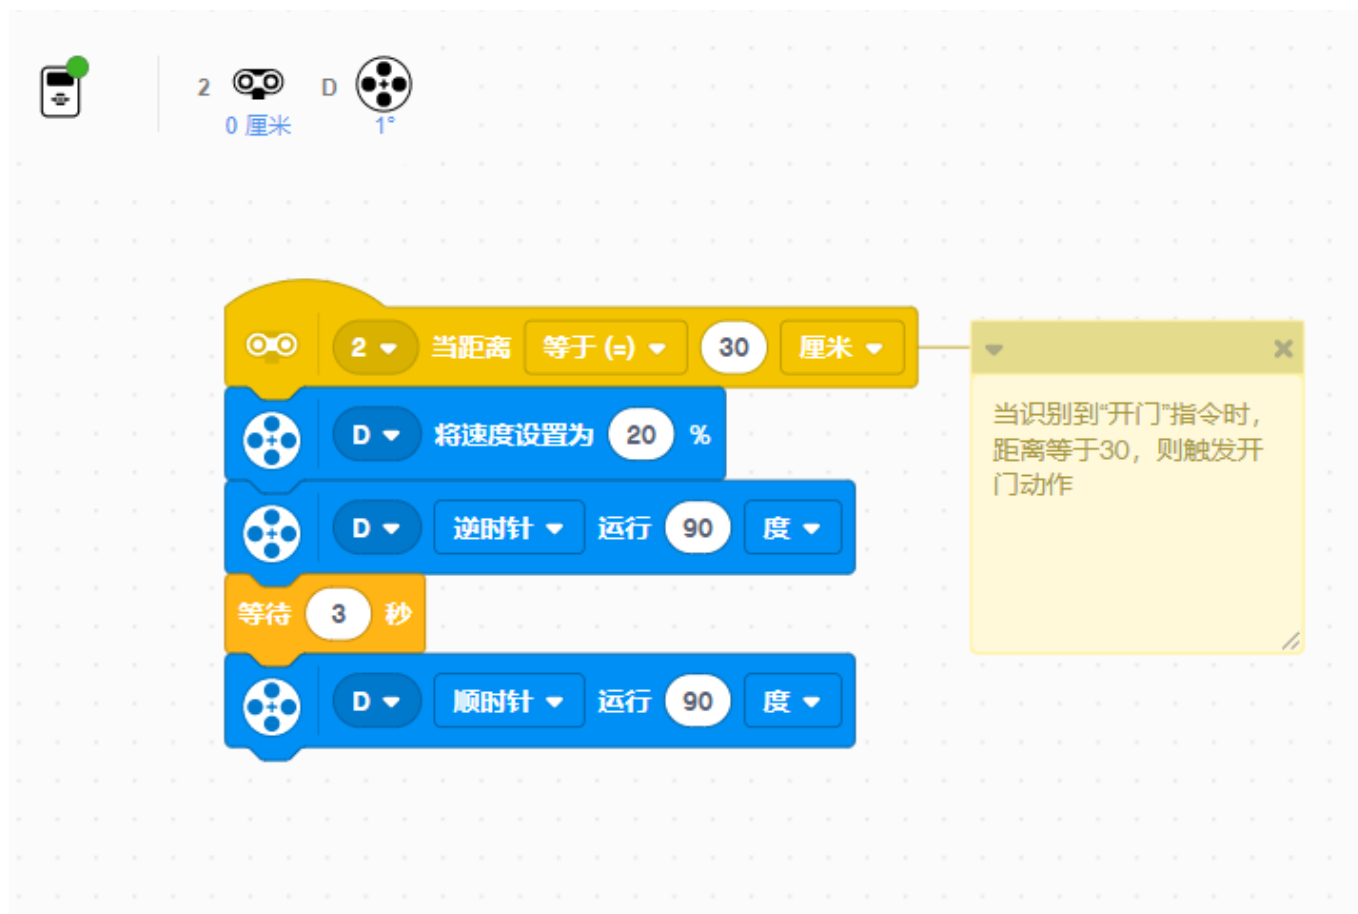 2 D
0 厘米 1°
2 当距离 等于 (=) 30 厘米
D 将速度设置为 20 %
D 逆时针 运行 90 度
等待 3 秒
D 顺时针 运行 90 度
当识别到“开门”指令时，
距离等于30，则触发开
门动作